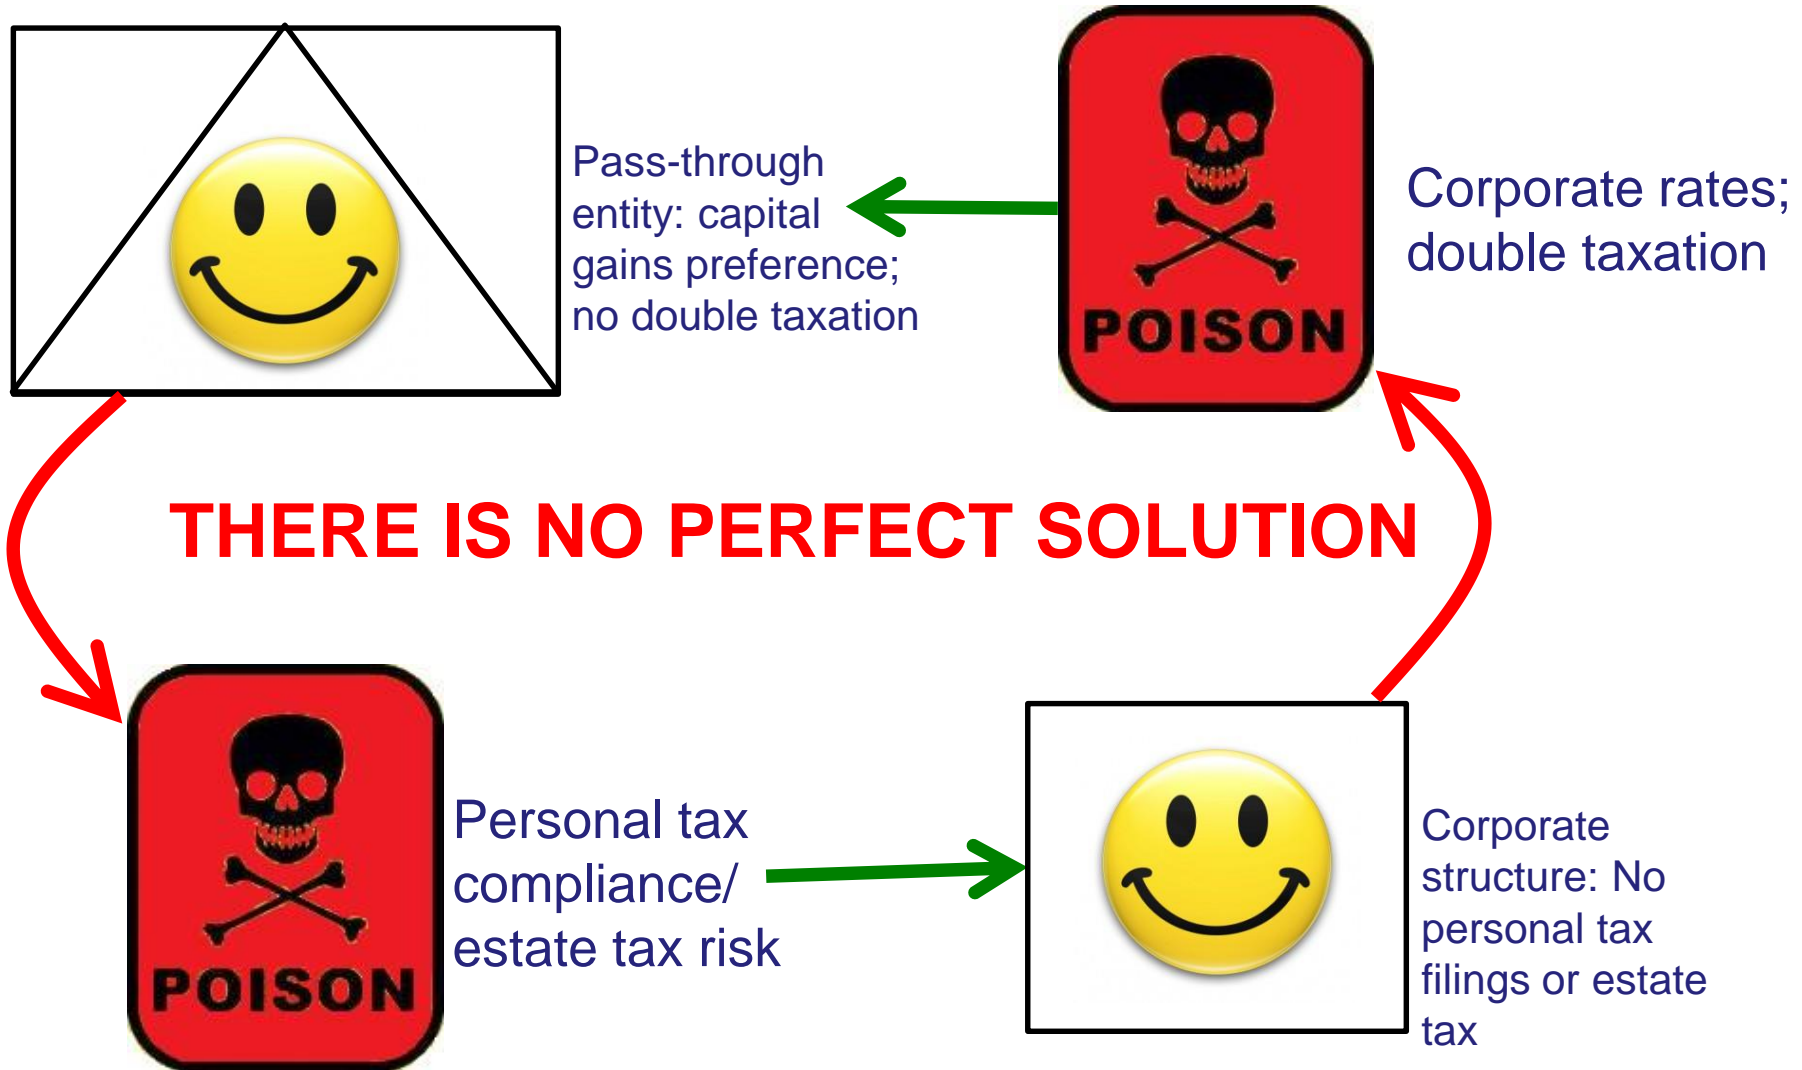 Pass-through
entity: capital
gains preference;
no double taxation
POISON
Corporate rates;
double taxation
THERE IS NO PERFECT SOLUTION
POISON
Personal tax
compliance/
estate tax risk
Corporate
structure: No
personal tax
filings or estate
tax